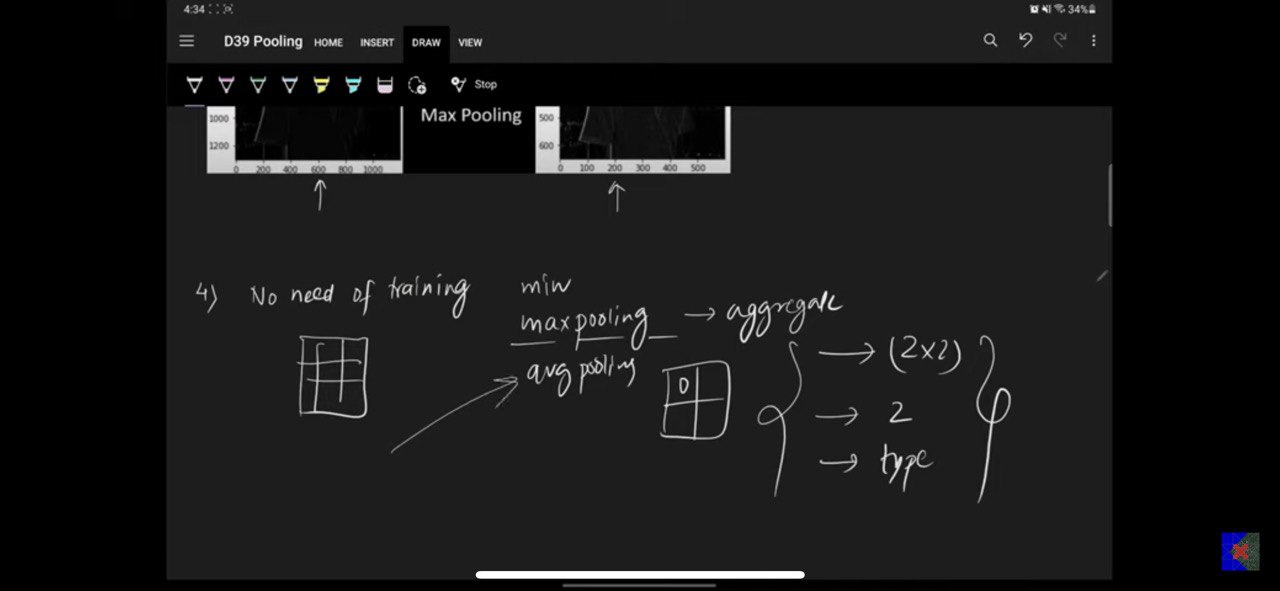 4:34 34%
D39 Pooling HOME INSERT DRAW VIEW
Stop
1000 Max Pooling 500
1200 600
0 200 400 600 800 1000 0 100 200 300 400 500
4) No need of training
min
max pooling → aggregate
avg pooling
0
→ (2x2)
→ 2
→ type